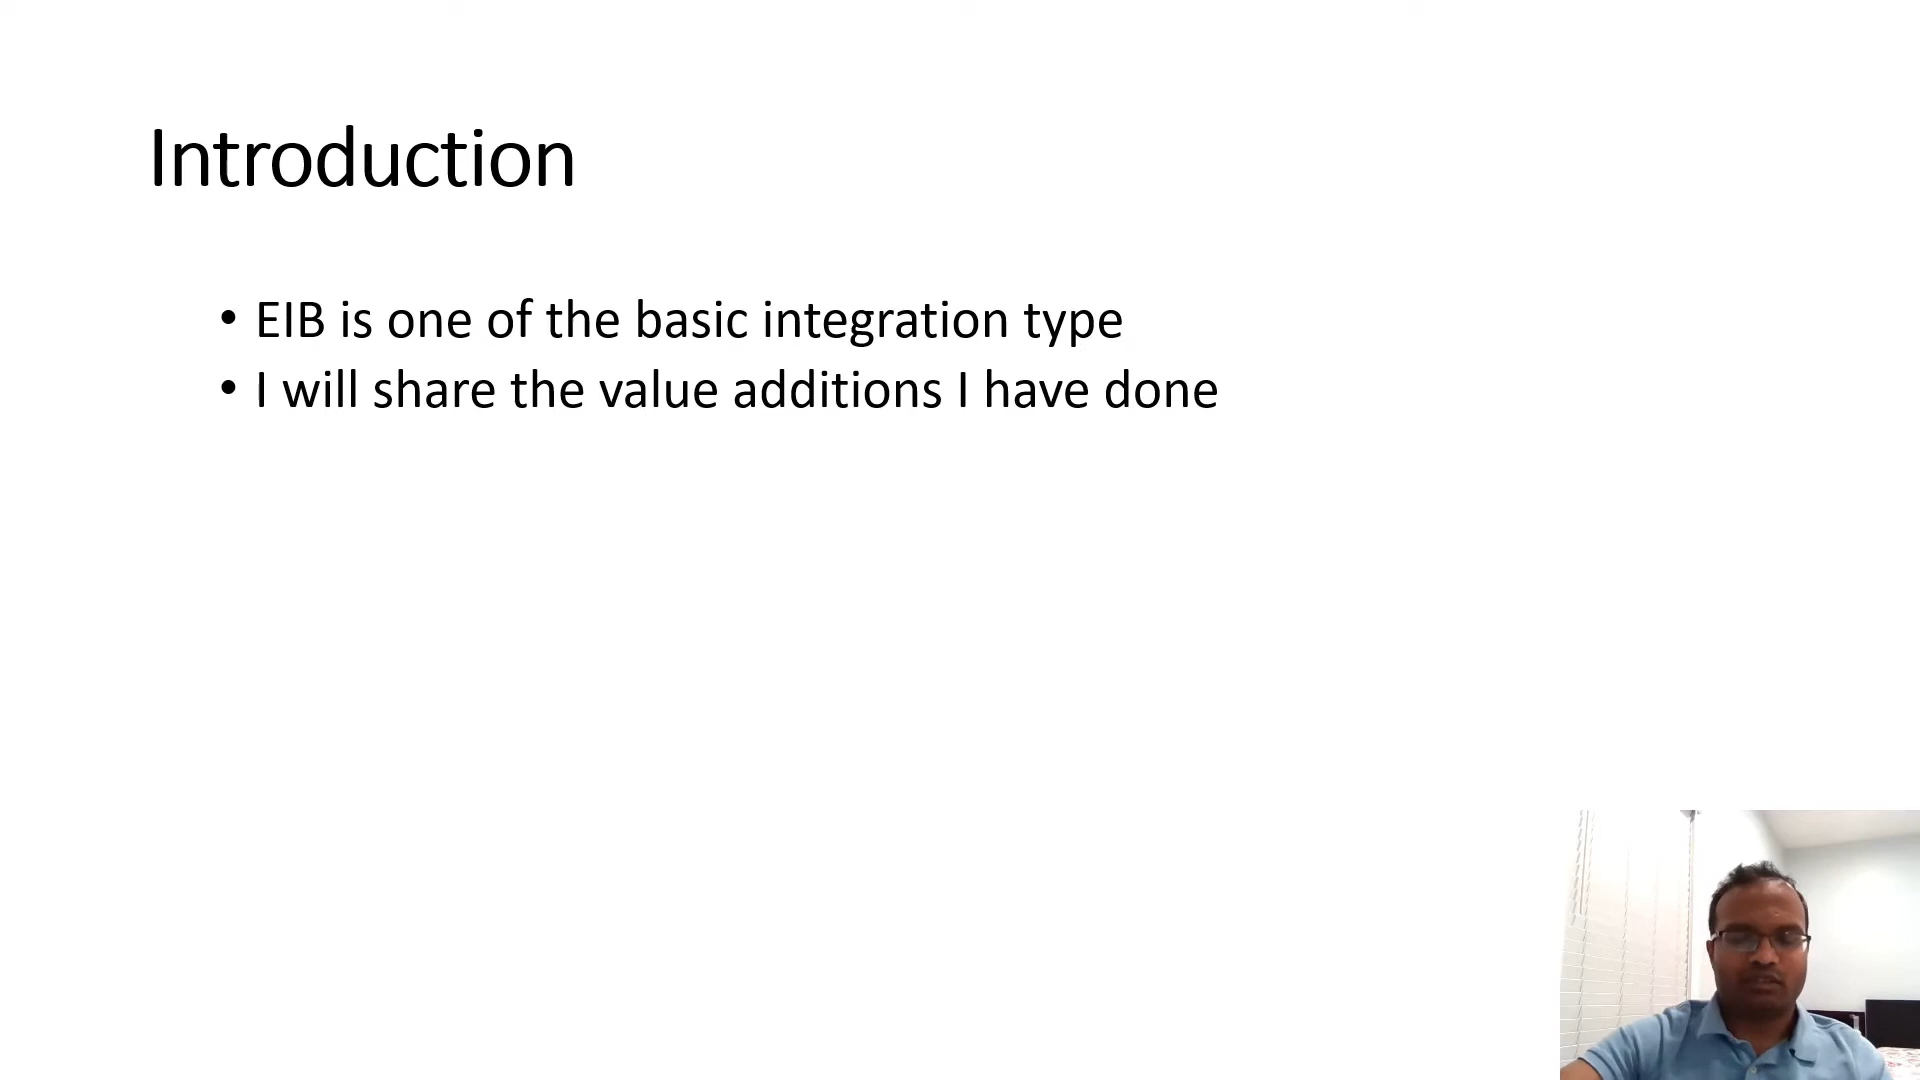 Introduction
• EIB is one of the basic integration type
• I will share the value additions I have done